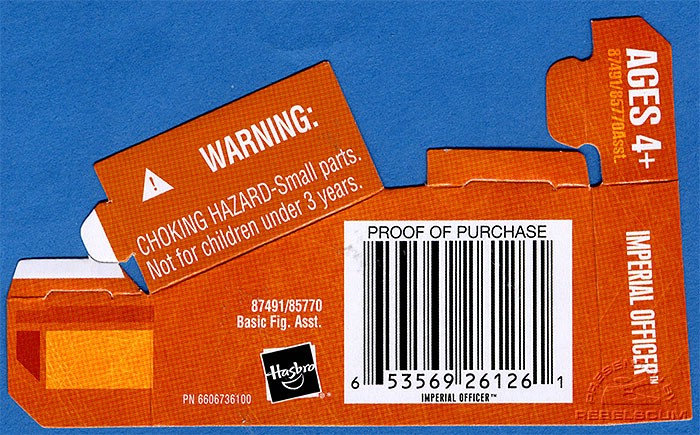 WARNING:
CHOKING HAZARD-Small parts.
Not for children under 3 years.
AGES 4+
87491/85770Asst.
IMPERIAL OFFICER™
PROOF OF PURCHASE
6 53569 26126 1
IMPERIAL OFFICER™
87491/85770
Basic Fig. Asst.
Hasbro
®
PN 6606736100
REBELSCUM